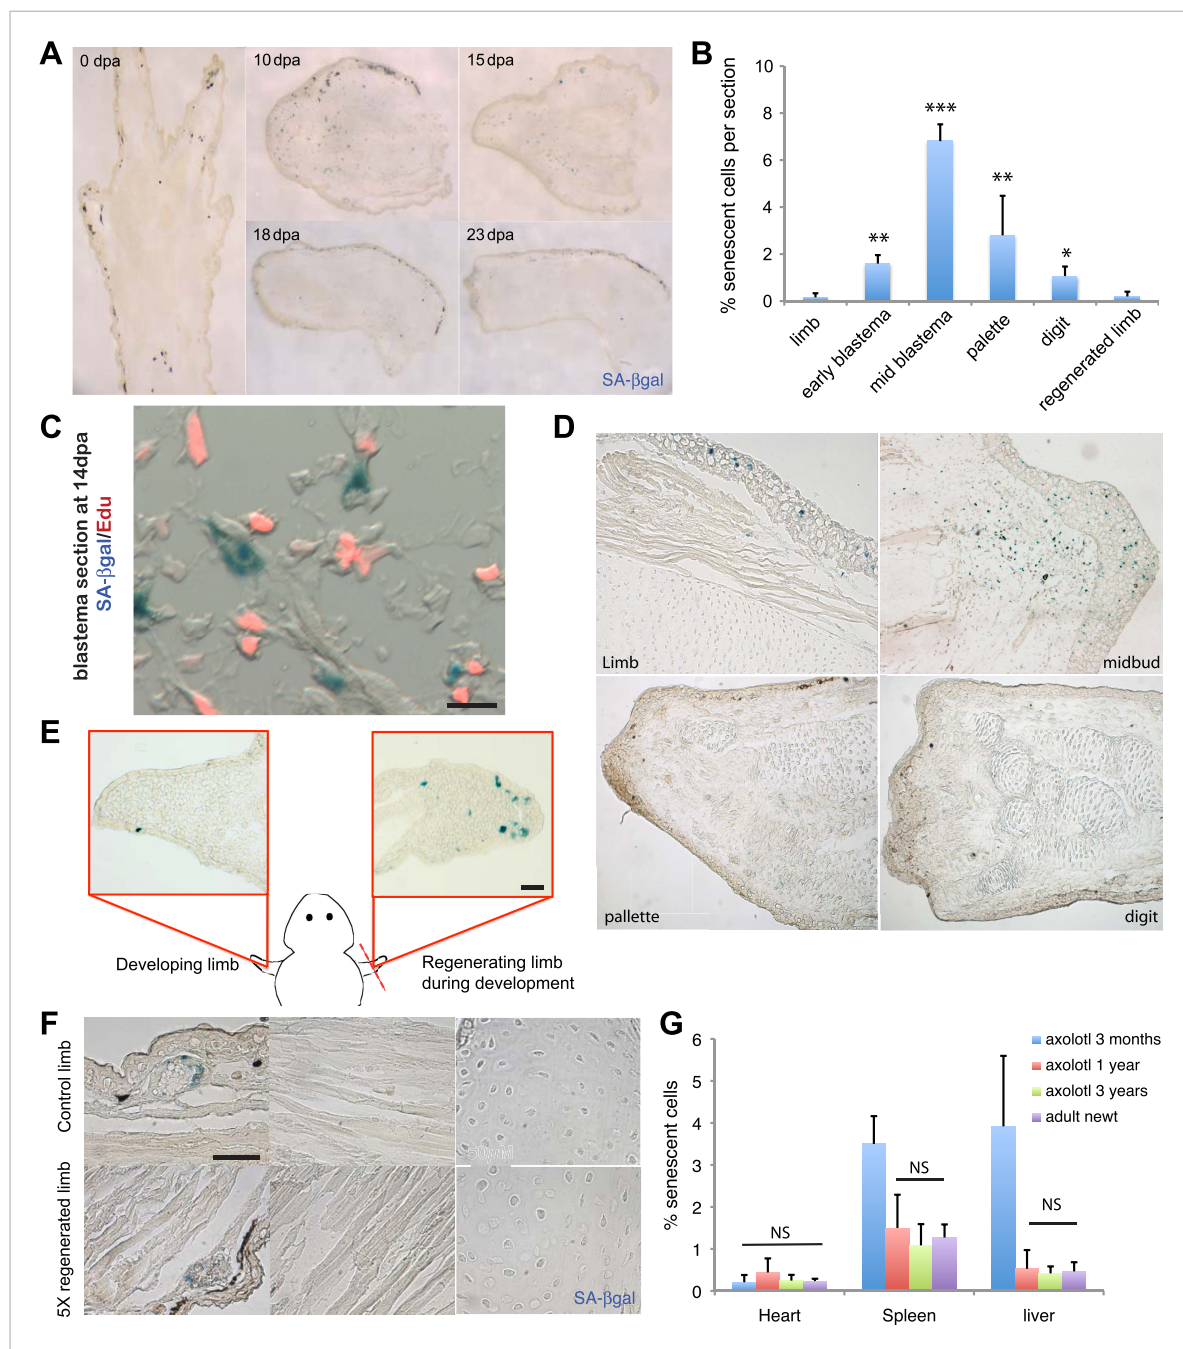 A
0 dpa
10 dpa
15 dpa
18 dpa
23 dpa
SA-βgal
B
% senescent cells per section
10
8
6
4
2
0
***
**
**
*
limb
early blastema
mid blastema
palette
digit
regenerated limb
C
blastema section at 14dpa
SA-βgal/Edu
D
Limb
midbud
pallette
digit
E
Developing limb
Regenerating limb
during development
F
Control limb
5X regenerated limb
SA-βgal
G
% senescent cells
6
5
4
3
2
1
0
axolotl 3 months
axolotl 1 year
axolotl 3 years
adult newt
NS
NS
NS
Heart
Spleen
liver